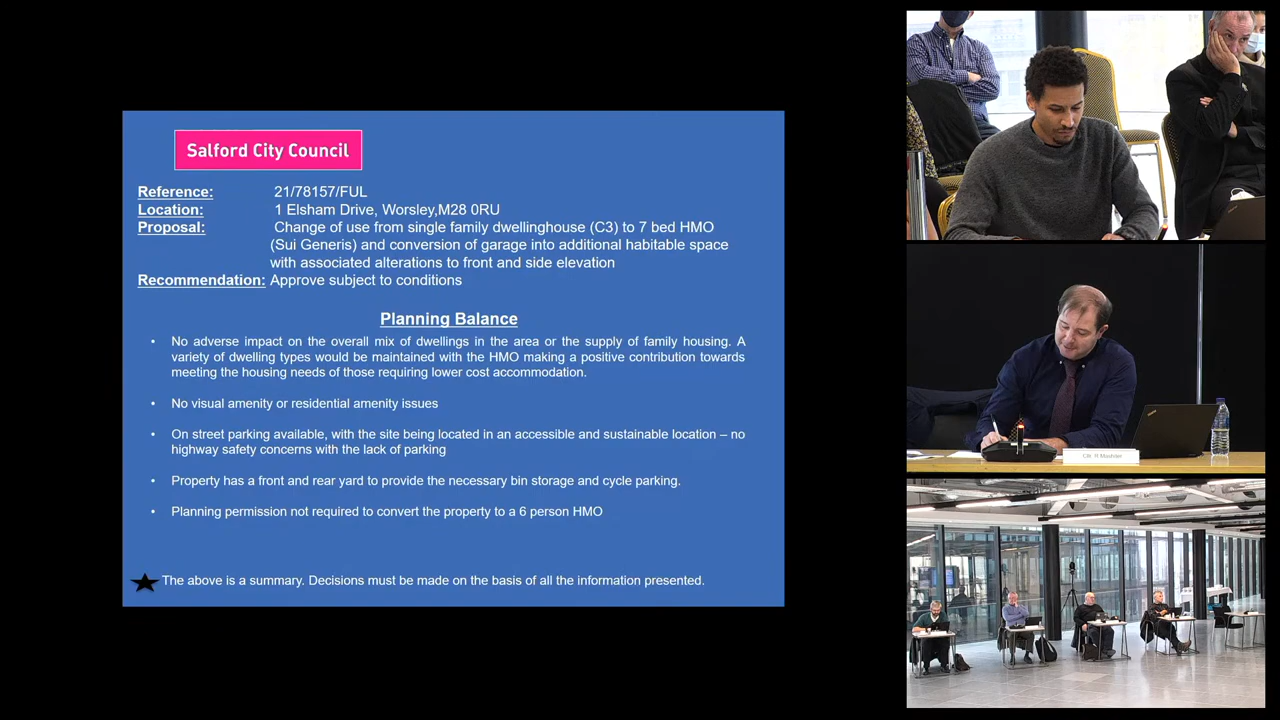 Salford City Council
Reference: 21/78157/FUL
Location: 1 Elsham Drive, Worsley,M28 0RU
Proposal: Change of use from single family dwellinghouse (C3) to 7 bed HMO
(Sui Generis) and conversion of garage into additional habitable space
with associated alterations to front and side elevation
Recommendation: Approve subject to conditions
Planning Balance
• No adverse impact on the overall mix of dwellings in the area or the supply of family housing. A
variety of dwelling types would be maintained with the HMO making a positive contribution towards
meeting the housing needs of those requiring lower cost accommodation.
• No visual amenity or residential amenity issues
• On street parking available, with the site being located in an accessible and sustainable location – no
highway safety concerns with the lack of parking
• Property has a front and rear yard to provide the necessary bin storage and cycle parking.
• Planning permission not required to convert the property to a 6 person HMO
The above is a summary. Decisions must be made on the basis of all the information presented.